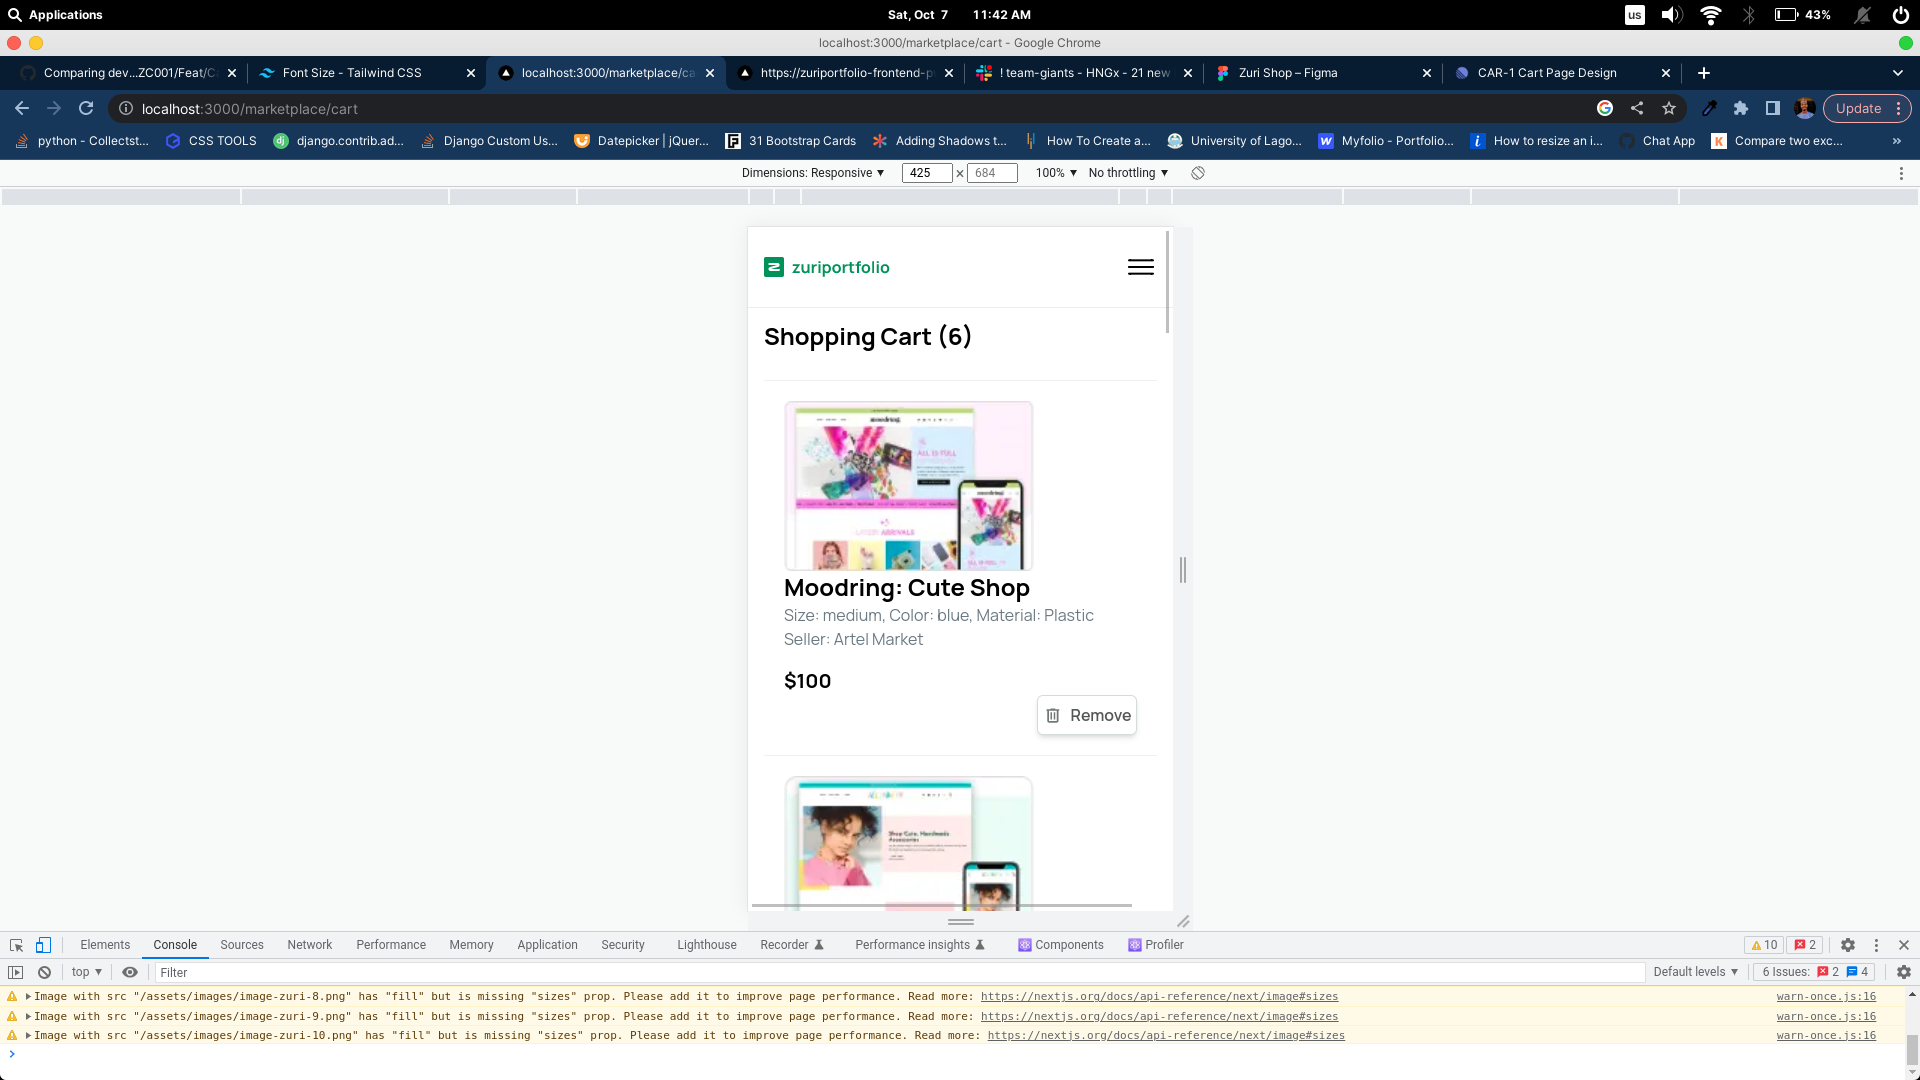 Applications
Sat, Oct 7 11:42 AM
us
43%
localhost:3000/marketplace/cart - Google Chrome
Comparing dev...ZC001/Feat/C
Font Size - Tailwind CSS
localhost:3000/marketplace/ca
https://zuriportfolio-frontend-p
! team-giants - HNGx - 21 new
Zuri Shop – Figma
CAR-1 Cart Page Design
localhost:3000/marketplace/cart
Update
python - Collectst...
CSS TOOLS
django.contrib.ad...
Django Custom Us...
Datepicker | jQuer...
31 Bootstrap Cards
Adding Shadows t...
How To Create a...
University of Lago...
Myfolio - Portfolio...
How to resize an i...
Chat App
Compare two exc...
»
Dimensions: Responsive ▼ 425 × 684 100% ▼ No throttling ▼
zuriportfolio
Shopping Cart (6)
moodring.
ALL IS FULL
LATEST ARRIVALS
Moodring: Cute Shop
Size: medium, Color: blue, Material: Plastic
Seller: Artel Market
$100
Remove
Shop Cute, Handmade
Accessories
Elements Console Sources Network Performance Memory Application Security Lighthouse Recorder Performance insights Components Profiler 10 2
top ▼ Filter Default levels ▼ 6 Issues: 2 4
Image with src "/assets/images/image-zuri-8.png" has "fill" but is missing "sizes" prop. Please add it to improve page performance. Read more: https://nextjs.org/docs/api-reference/next/image#sizes warn-once.js:16
Image with src "/assets/images/image-zuri-9.png" has "fill" but is missing "sizes" prop. Please add it to improve page performance. Read more: https://nextjs.org/docs/api-reference/next/image#sizes warn-once.js:16
Image with src "/assets/images/image-zuri-10.png" has "fill" but is missing "sizes" prop. Please add it to improve page performance. Read more: https://nextjs.org/docs/api-reference/next/image#sizes warn-once.js:16